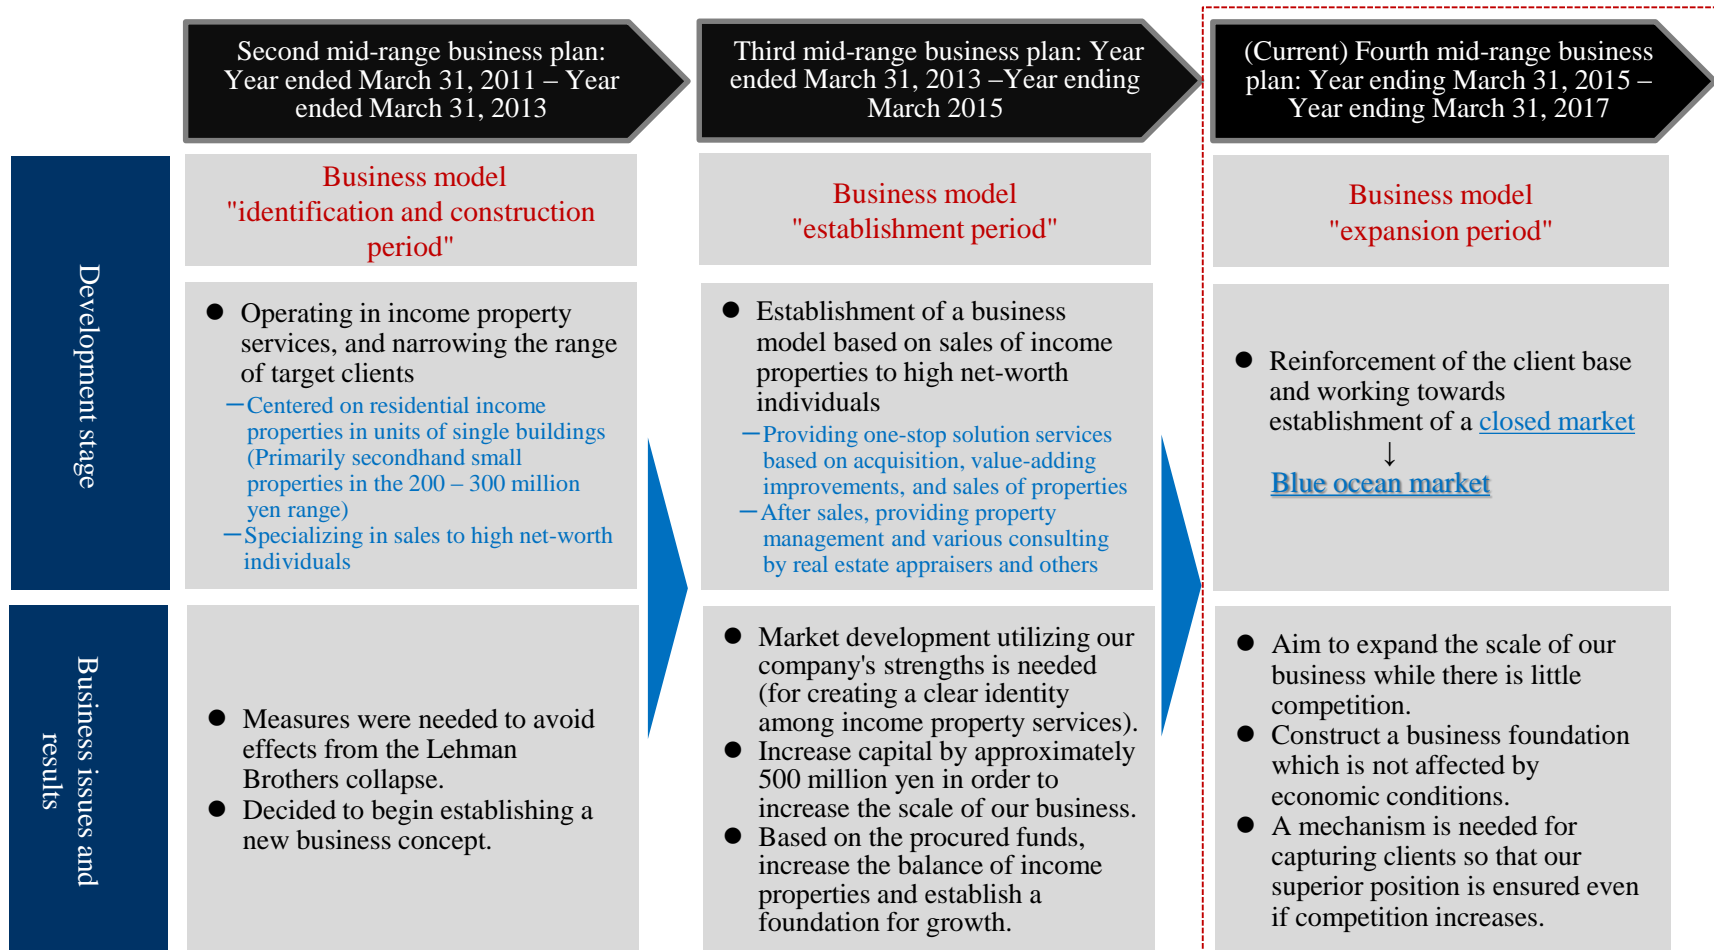 Second mid-range business plan:
Year ended March 31, 2011 – Year
ended March 31, 2013
Third mid-range business plan: Year
ended March 31, 2013 –Year ending
March 2015
(Current) Fourth mid-range business
plan: Year ending March 31, 2015 –
Year ending March 31, 2017
Development stage
Business model
"identification and construction
period"
Business model
"establishment period"
Business model
"expansion period"
● Operating in income property
services, and narrowing the range
of target clients
－Centered on residential income
properties in units of single buildings
(Primarily secondhand small
properties in the 200 – 300 million
yen range)
－Specializing in sales to high net-worth
individuals
● Establishment of a business
model based on sales of income
properties to high net-worth
individuals
－Providing one-stop solution services
based on acquisition, value-adding
improvements, and sales of properties
－After sales, providing property
management and various consulting
by real estate appraisers and others
● Reinforcement of the client base
and working towards
establishment of a closed market
↓
Blue ocean market
Business issues and
results
● Measures were needed to avoid
effects from the Lehman
Brothers collapse.
● Decided to begin establishing a
new business concept.
● Market development utilizing our
company's strengths is needed
(for creating a clear identity
among income property services).
● Increase capital by approximately
500 million yen in order to
increase the scale of our business.
● Based on the procured funds,
increase the balance of income
properties and establish a
foundation for growth.
● Aim to expand the scale of our
business while there is little
competition.
● Construct a business foundation
which is not affected by
economic conditions.
● A mechanism is needed for
capturing clients so that our
superior position is ensured even
if competition increases.